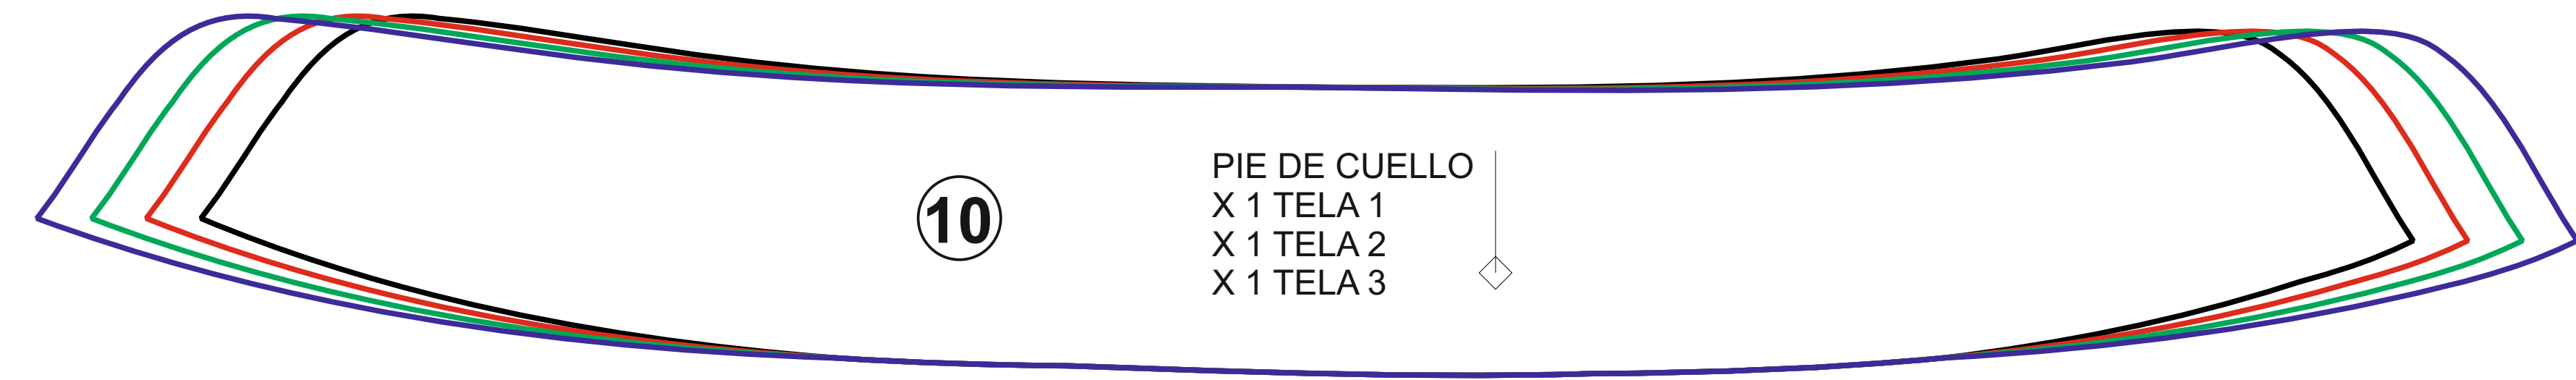 10
PIE DE CUELLO
X 1 TELA 1
X 1 TELA 2
X 1 TELA 3